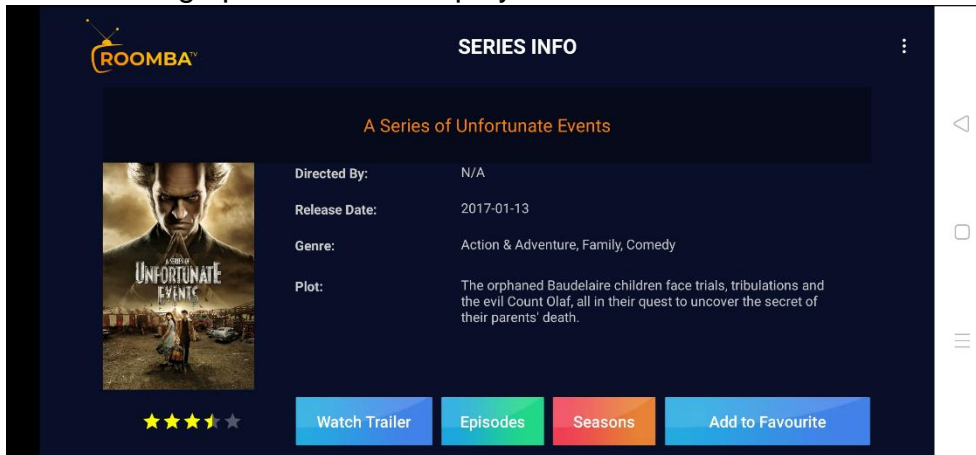 ROOMBA TV
SERIES INFO
A Series of Unfortunate Events
Directed By: N/A
Release Date: 2017-01-13
Genre: Action & Adventure, Family, Comedy
Plot: The orphaned Baudelaire children face trials, tribulations and
the evil Count Olaf, all in their quest to uncover the secret of
their parents' death.
A SERIES OF
UNFORTUNATE
EVENTS
Watch Trailer
Episodes
Seasons
Add to Favourite